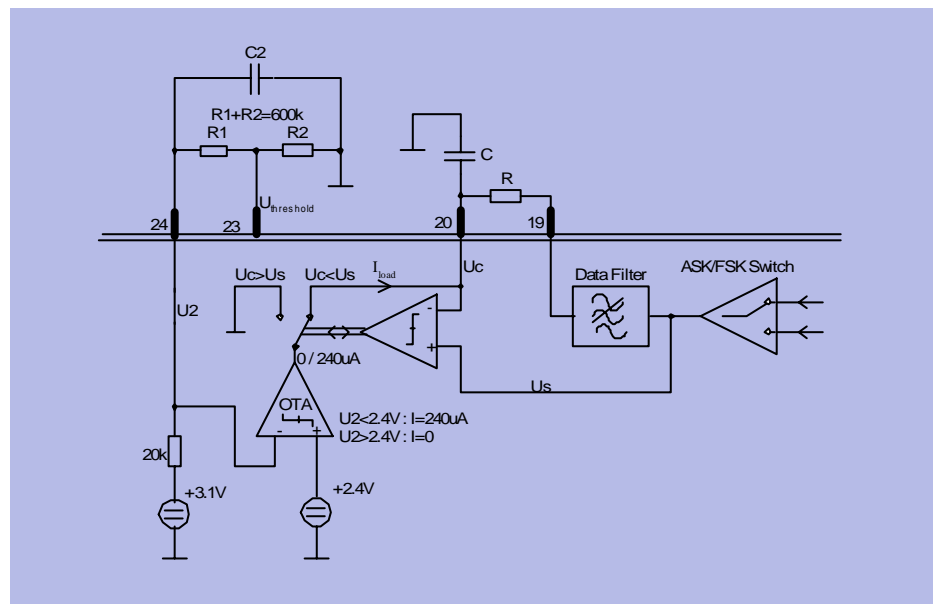 C2
R1+R2=600k
R1
R2
C
R
Uthreshold
24
23
20
19
Uc>Us
Uc<Us
Iload
Uc
Data Filter
ASK/FSK Switch
U2
-
+
0 / 240uA
Us
OTA
U2<2.4V : I=240uA
U2>2.4V : I=0
-
+
20k
+3.1V
+2.4V